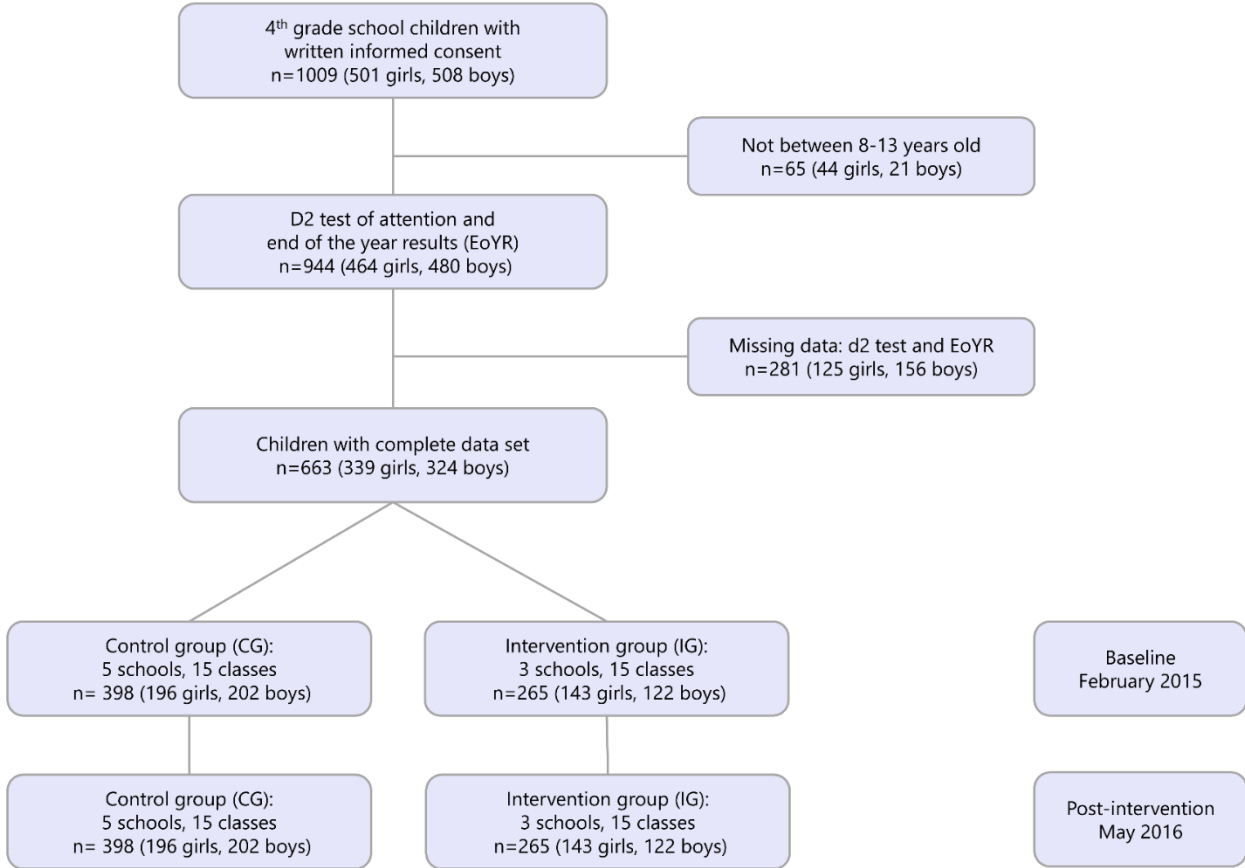 4th grade school children with
written informed consent
n=1009 (501 girls, 508 boys)
Not between 8-13 years old
n=65 (44 girls, 21 boys)
D2 test of attention and
end of the year results (EoYR)
n=944 (464 girls, 480 boys)
Missing data: d2 test and EoYR
n=281 (125 girls, 156 boys)
Children with complete data set
n=663 (339 girls, 324 boys)
Control group (CG):
5 schools, 15 classes
n= 398 (196 girls, 202 boys)
Intervention group (IG):
3 schools, 15 classes
n=265 (143 girls, 122 boys)
Baseline
February 2015
Control group (CG):
5 schools, 15 classes
n= 398 (196 girls, 202 boys)
Intervention group (IG):
3 schools, 15 classes
n=265 (143 girls, 122 boys)
Post-intervention
May 2016